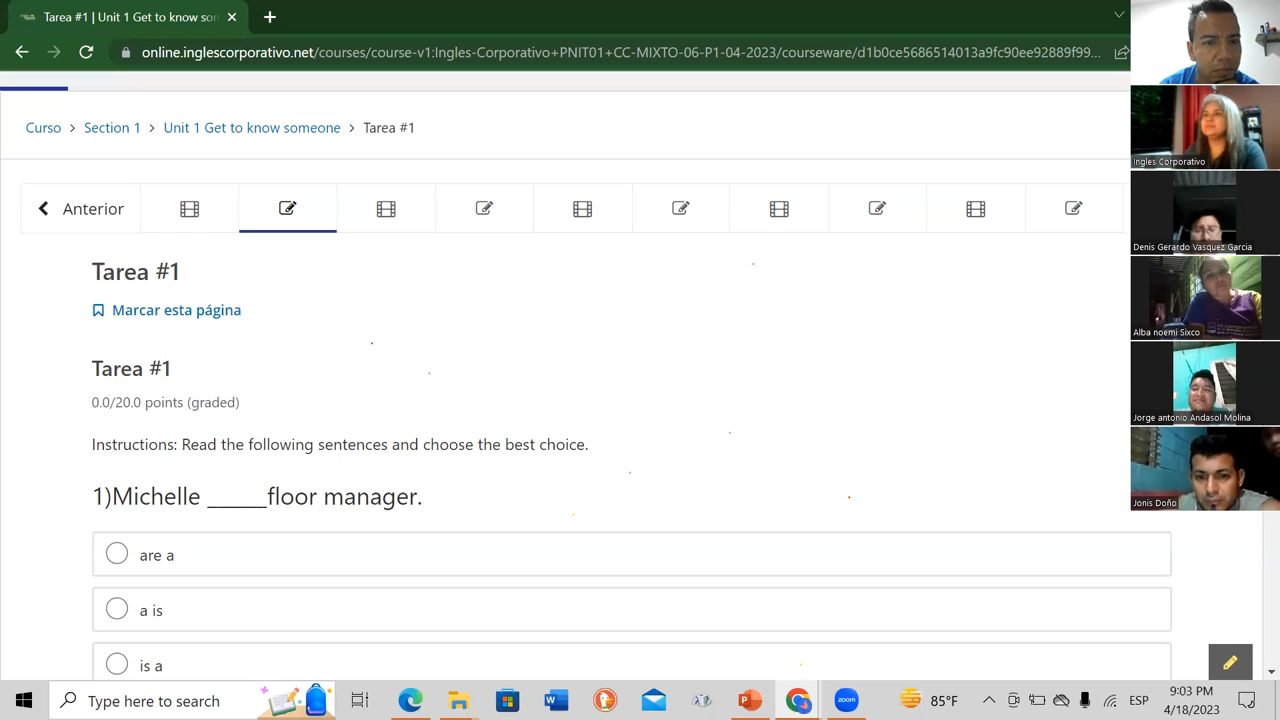 Tarea #1 | Unit 1 Get to know son
online.inglescorporativo.net/courses/course-v1:Ingles-Corporativo+PNIT01+CC-MIXTO-06-P1-04-2023/courseware/d1b0ce5686514013a9fc90ee92889f99...
Curso > Section 1 > Unit 1 Get to know someone > Tarea #1
Anterior
Tarea #1
Marcar esta página
Tarea #1
0.0/20.0 points (graded)
Instructions: Read the following sentences and choose the best choice.
1)Michelle ______floor manager.
are a
a is
is a
Ingles Corporativo
Denis Gerardo Vasquez Garcia
Alba noemi Sixco
Jorge antonio Andasol Molina
Jonis Doño
Type here to search
85°F
ESP
9:03 PM
4/18/2023